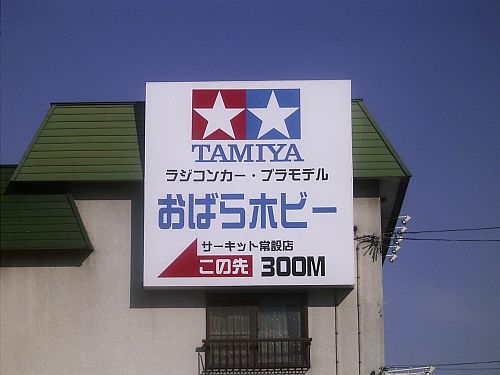 TAMIYA
ラジコンカー・プラモデル
おばらホビー
サーキット常設店
この先 300M